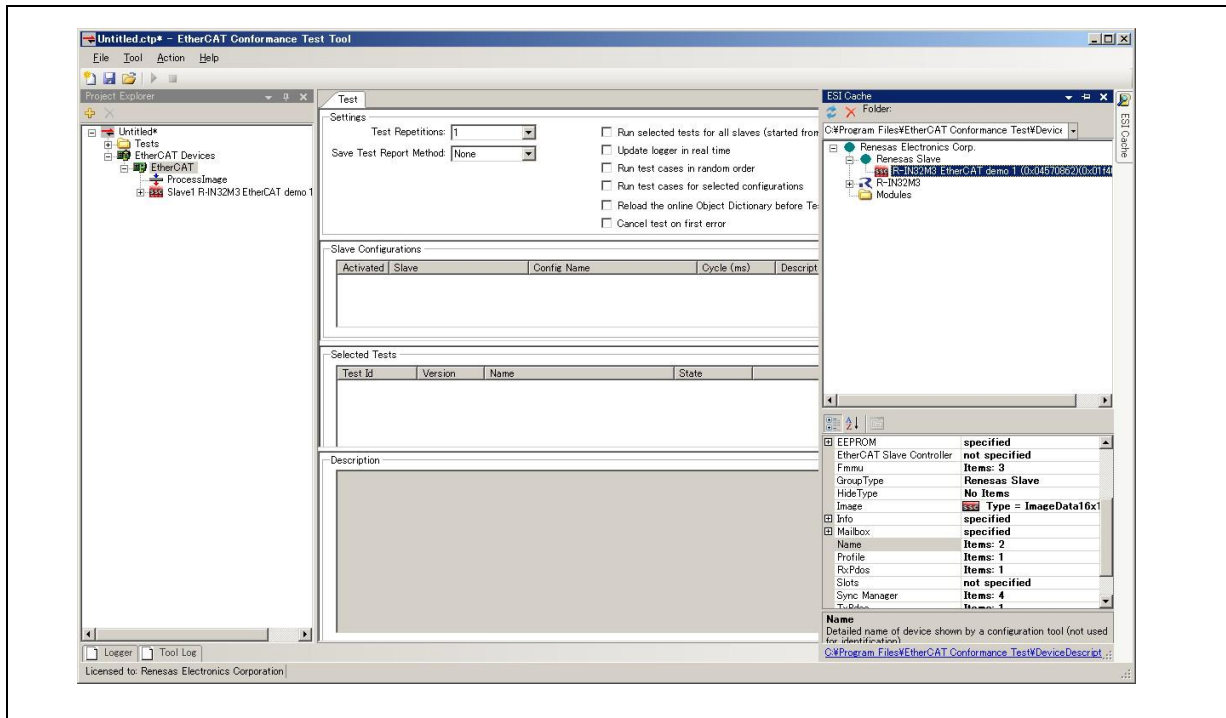 Untitled.ctp* - EtherCAT Conformance Test Tool
File Tool Action Help
Project Explorer
Untitled*
Tests
EtherCAT Devices
EtherCAT
ProcessImage
Slave1 R-IN32M3 EtherCAT demo 1
Test
Settings
Test Repetitions: 1
Save Test Report Method: None
Run selected tests for all slaves (started from
Update logger in real time
Run test cases in random order
Run test cases for selected configurations
Reload the online Object Dictionary before Te
Cancel test on first error
Slave Configurations
Activated Slave Config Name Cycle (ms) Descript
Selected Tests
Test Id Version Name State
Description
ESI Cache
Folder:
C:¥Program Files¥EtherCAT Conformance Test¥Device
Renesas Electronics Corp.
Renesas Slave
R-IN32M3 EtherCAT demo 1 (0x04570862)(0x01f4
R-IN32M3
Modules
EEPROM specified
EtherCAT Slave Controller not specified
Fmmu Items: 3
GroupType Renesas Slave
HideType No Items
Image Type = ImageData16x1
Info specified
Mailbox specified
Name Items: 2
Profile Items: 1
RxPdos Items: 1
Slots not specified
Sync Manager Items: 4
TxPdos Items: 1
Name
Detailed name of device shown by a configuration tool (not used
for identification)
C:¥Program Files¥EtherCAT Conformance Test¥DeviceDescript
ESI Cache
Logger Tool Log
Licensed to: Renesas Electronics Corporation